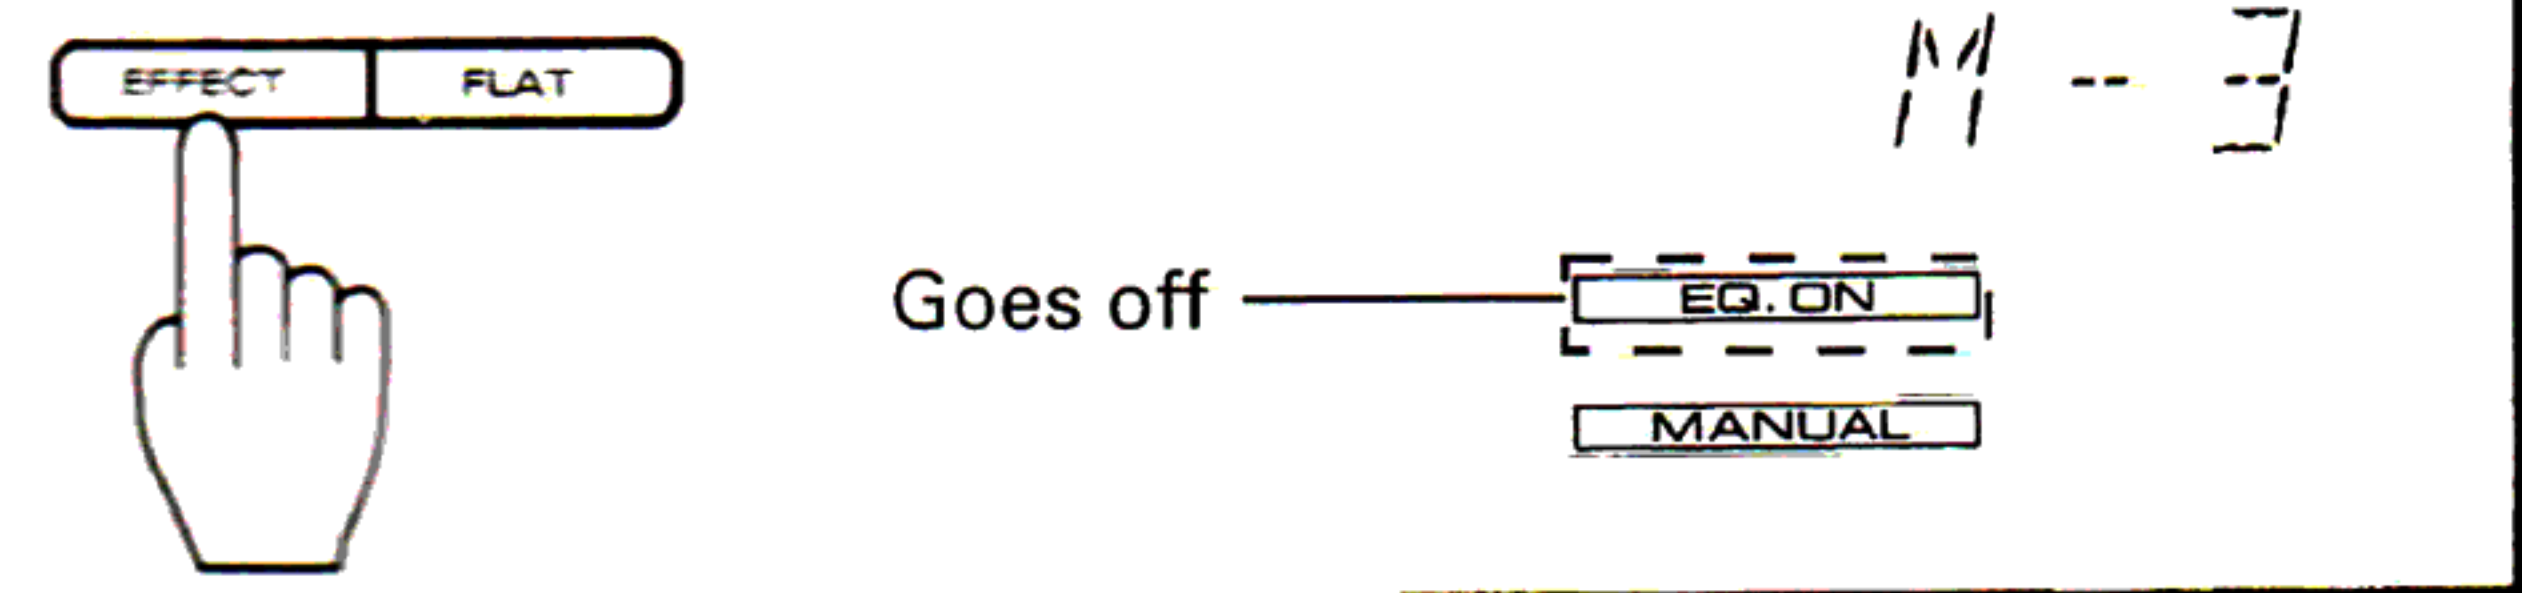 EFFECT FLAT
M -- 3
Goes off
EQ. ON
MANUAL